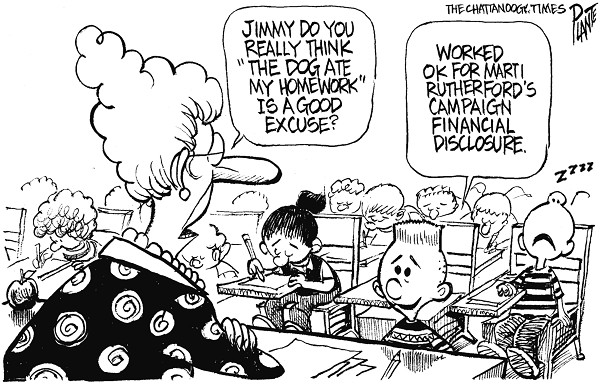 THE CHATTANOOGA TIMES
PLANTE
JIMMY DO YOU
REALLY THINK
"THE DOG ATE
MY HOMEWORK"
IS A GOOD
EXCUSE?
WORKED
OK FOR MARTI
RUTHERFORD'S
CAMPAIGN
FINANCIAL
DISCLOSURE.
ZZZZZ